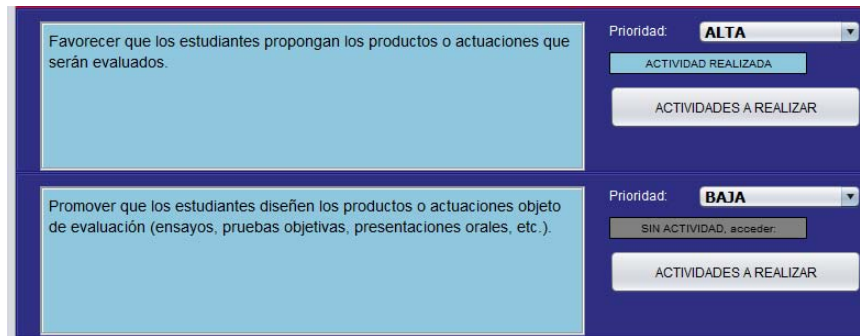 Favorecer que los estudiantes propongan los productos o actuaciones que
serán evaluados.
Prioridad: ALTA
ACTIVIDAD REALIZADA
ACTIVIDADES A REALIZAR
Promover que los estudiantes diseñen los productos o actuaciones objeto
de evaluación (ensayos, pruebas objetivas, presentaciones orales, etc.).
Prioridad: BAJA
SIN ACTIVIDAD, acceder:
ACTIVIDADES A REALIZAR